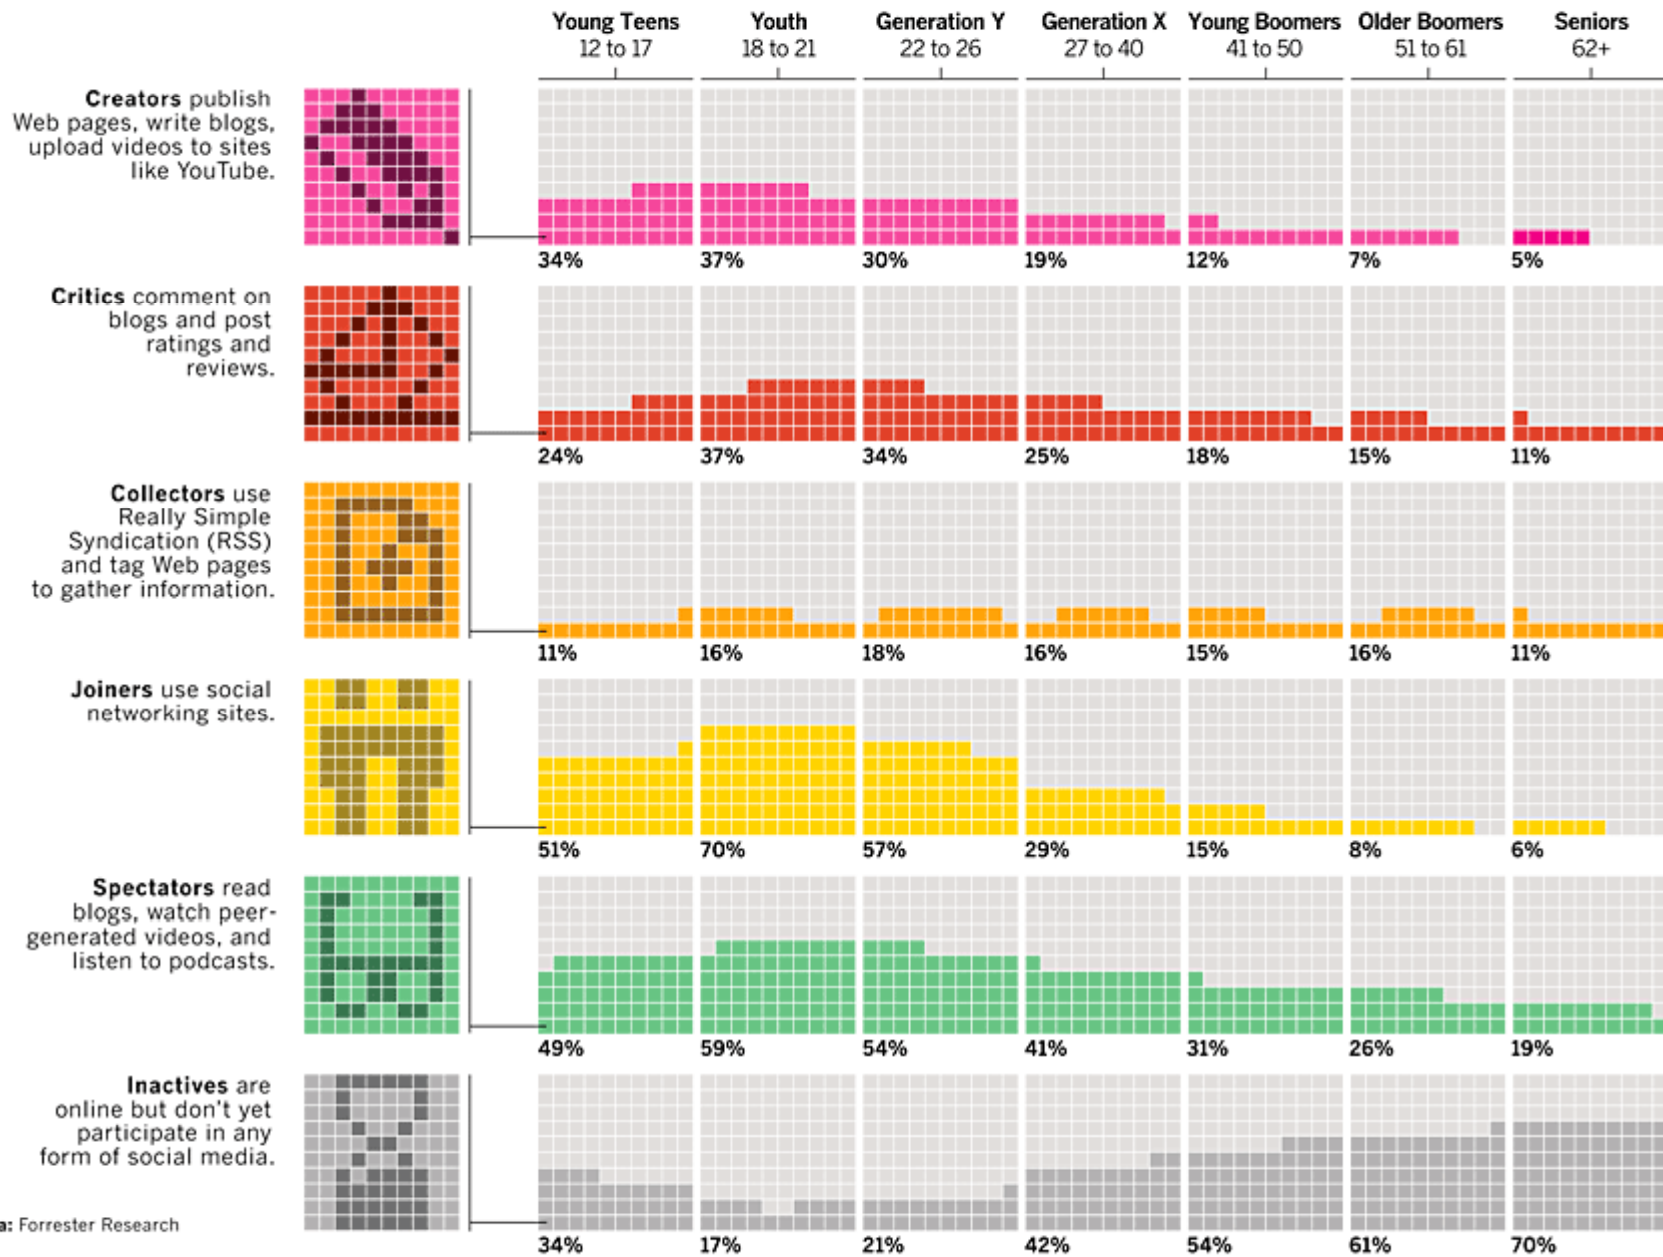 Young Teens
12 to 17
Youth
18 to 21
Generation Y
22 to 26
Generation X
27 to 40
Young Boomers
41 to 50
Older Boomers
51 to 61
Seniors
62+
Creators publish
Web pages, write blogs,
upload videos to sites
like YouTube.
34% 37% 30% 19% 12% 7% 5%
Critics comment on
blogs and post
ratings and
reviews.
24% 37% 34% 25% 18% 15% 11%
Collectors use
Really Simple
Syndication (RSS)
and tag Web pages
to gather information.
11% 16% 18% 16% 15% 16% 11%
Joiners use social
networking sites.
51% 70% 57% 29% 15% 8% 6%
Spectators read
blogs, watch peer-
generated videos, and
listen to podcasts.
49% 59% 54% 41% 31% 26% 19%
Inactives are
online but don't yet
participate in any
form of social media.
34% 17% 21% 42% 54% 61% 70%
a: Forrester Research